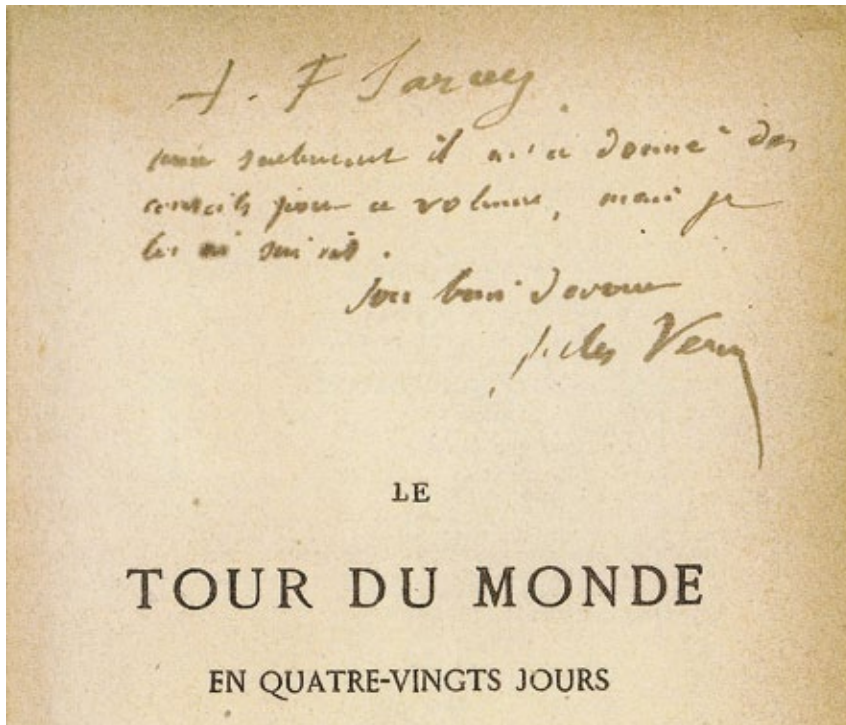 A. F Sarcey
seulement il m'a donné des
conseils pour ce volume, mais je
les ai suivis.
son bien dévoué
Jules Verne
LE
TOUR DU MONDE
EN QUATRE-VINGTS JOURS